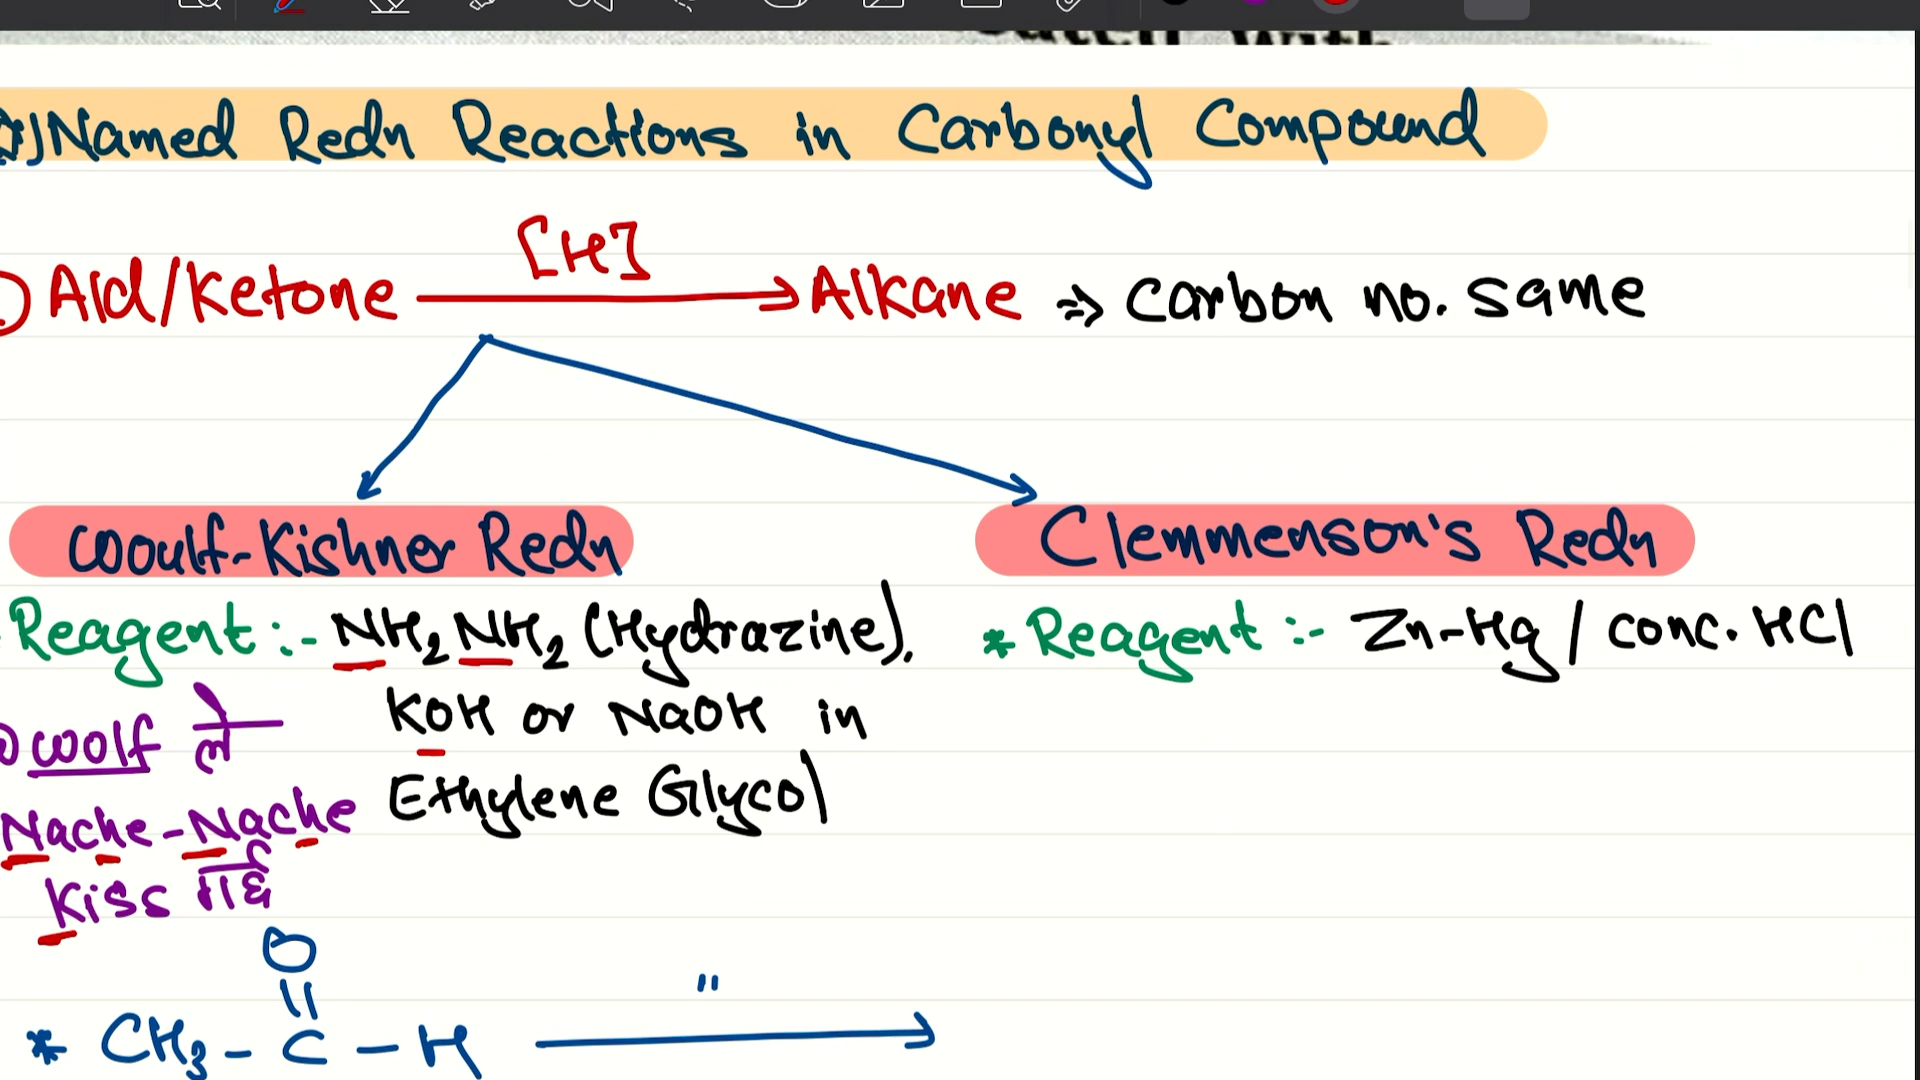 Named Redn Reactions in Carbonyl Compound
[H]
Ald/Ketone → Alkane ⇒ Carbon no. same
Woulf-Kishner Redn
Clemmenson's Redn
Reagent :- NH₂NH₂ (Hydrazine),
KOH or NaOH in
Ethylene Glycol
* Reagent :- Zn-Hg / conc. HCl
woolf ने
Nache-Nache
Kiss
O
||
* CH₃ - C - H "→